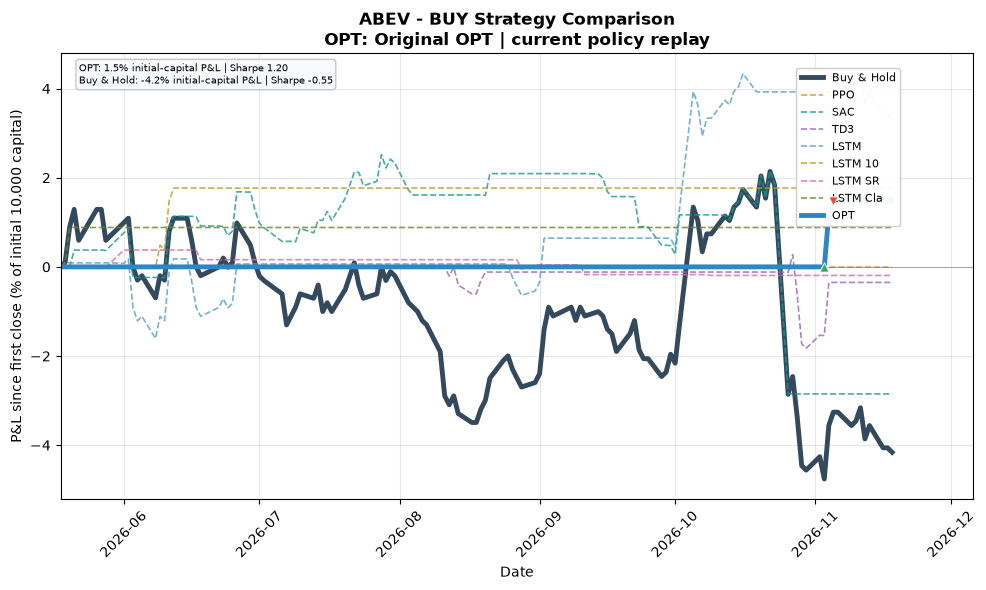 ABEV - BUY Strategy Comparison
OPT: Original OPT | current policy replay
OPT: 1.5% initial-capital P&L | Sharpe 1.20
Buy & Hold: -4.2% initial-capital P&L | Sharpe -0.55
Buy & Hold
PPO
SAC
TD3
LSTM
LSTM 10
LSTM SR
LSTM Cla
OPT
P&L since first close (% of initial 10,000 capital)
4
2
0
−2
−4
2026-06
2026-07
2026-08
2026-09
2026-10
2026-11
2026-12
Date